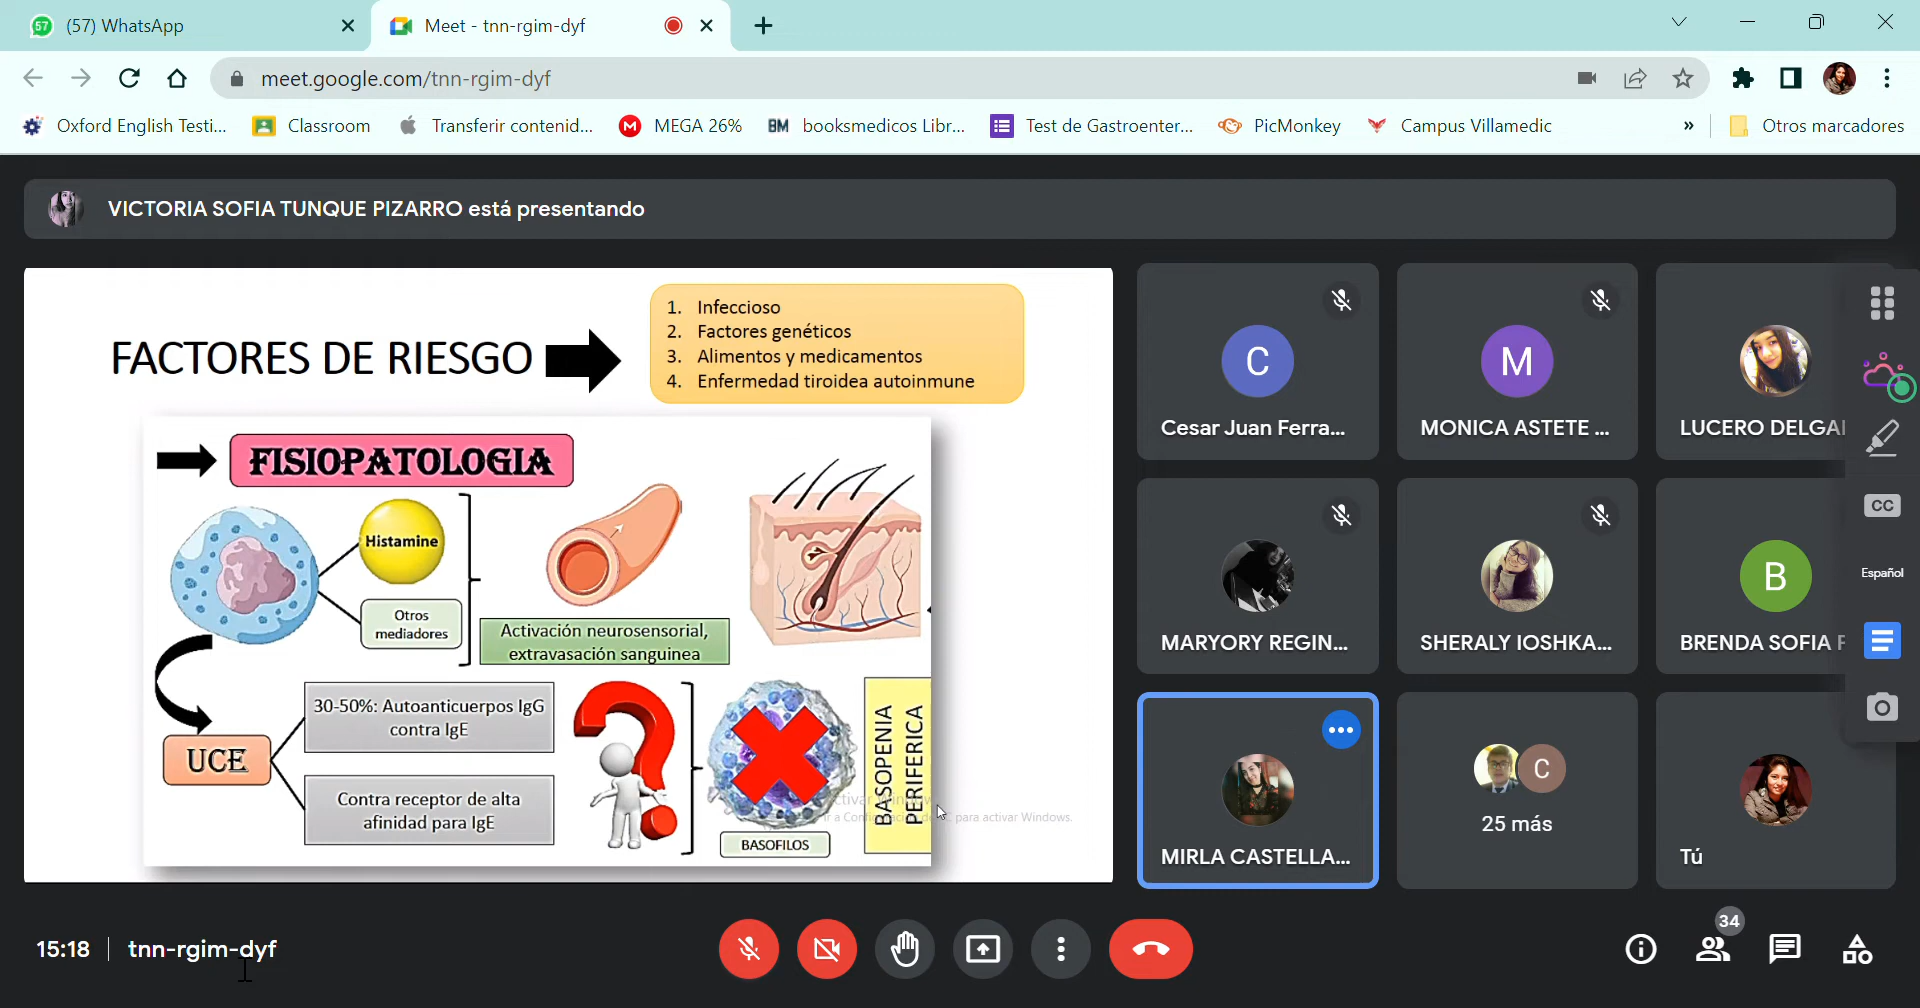 57
(57) WhatsApp
Meet - tnn-rgim-dyf
meet.google.com/tnn-rgim-dyf
Oxford English Testi...
Classroom
Transferir contenid...
MEGA 26%
BM booksmedicos Libr...
Test de Gastroenter...
PicMonkey
Campus Villamedic
»
Otros marcadores
VICTORIA SOFIA TUNQUE PIZARRO está presentando
FACTORES DE RIESGO
1. Infeccioso
2. Factores genéticos
3. Alimentos y medicamentos
4. Enfermedad tiroidea autoinmune
FISIOPATOLOGIA
Histamine
Otros
mediadores
Activación neurosensorial,
extravasación sanguinea
UCE
30-50%: Autoanticuerpos IgG
contra IgE
Contra receptor de alta
afinidad para IgE
BASOFILOS
BASOPENIA
PERIFERICA
para activar Windows.
C
Cesar Juan Ferra...
M
MONICA ASTETE ...
LUCERO DELGA
MARYORY REGIN...
SHERALY IOSHKA...
B
BRENDA SOFIA
MIRLA CASTELLA...
C
25 más
Tú
CC
Español
15:18
tnn-rgim-dyf
34